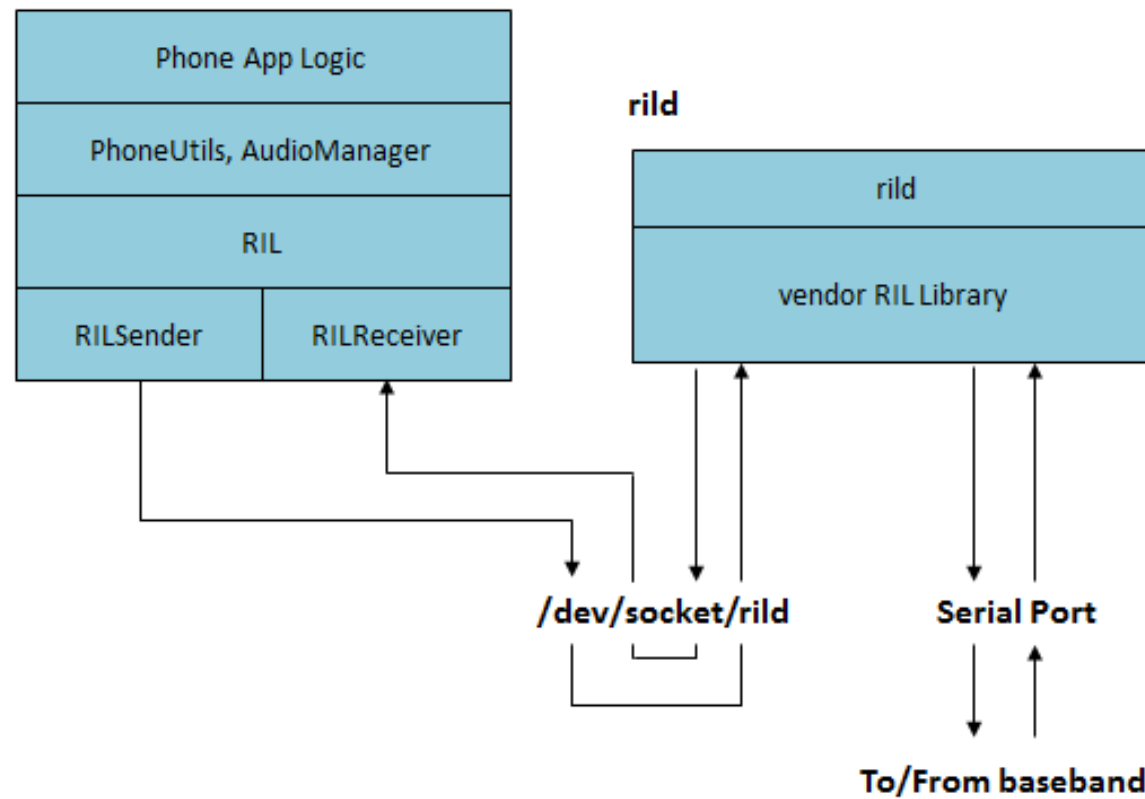 Phone App Logic
PhoneUtils, AudioManager
RIL
RILSender
RILReceiver
rild
rild
vendor RIL Library
/dev/socket/rild
Serial Port
To/From baseband